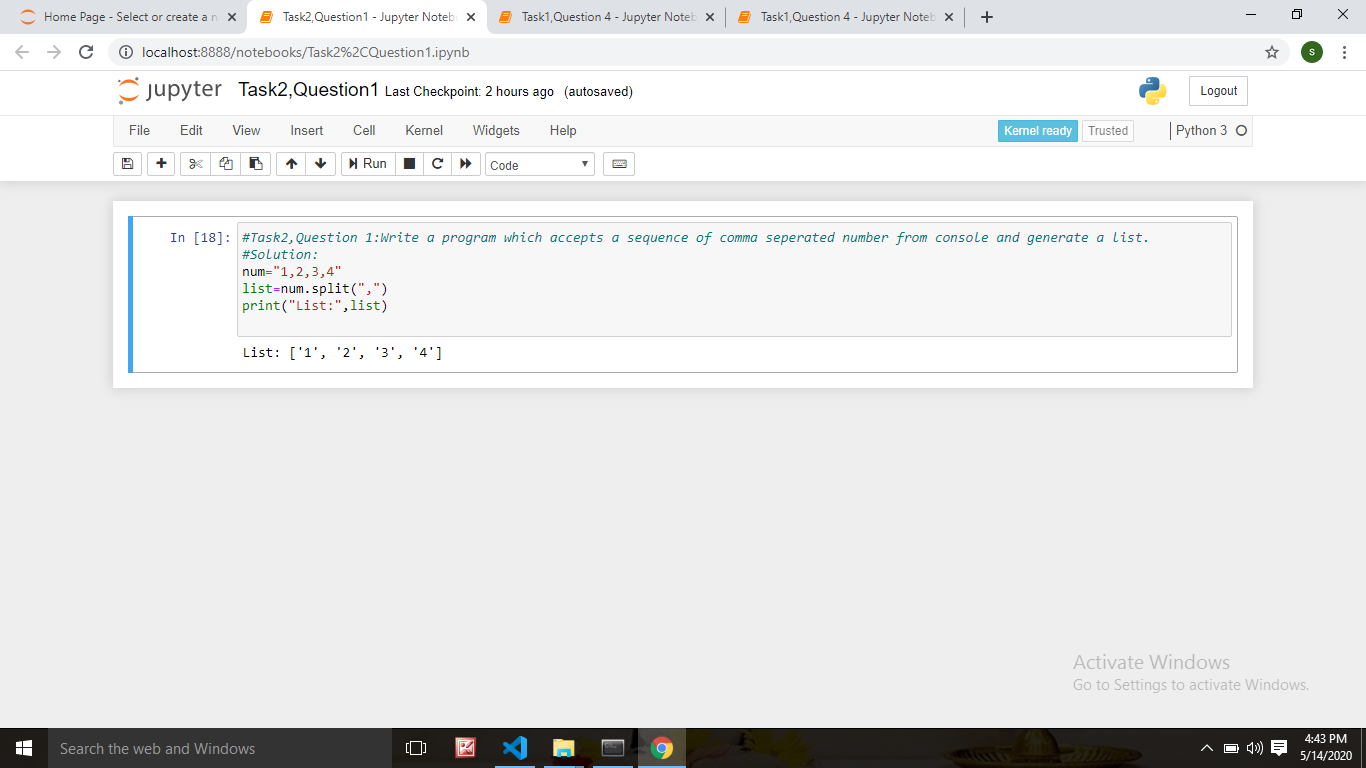 Home Page - Select or create a n
Task2,Question1 - Jupyter Noteb
Task1,Question 4 - Jupyter Noteb
Task1,Question 4 - Jupyter Noteb
localhost:8888/notebooks/Task2%2CQuestion1.ipynb
s
jupyter Task2,Question1 Last Checkpoint: 2 hours ago (autosaved)
Logout
File Edit View Insert Cell Kernel Widgets Help
Kernel ready Trusted Python 3
Run Code
In [18]: #Task2,Question 1:Write a program which accepts a sequence of comma seperated number from console and generate a list.
#Solution:
num="1,2,3,4"
list=num.split(",")
print("List:",list)
List: ['1', '2', '3', '4']
Activate Windows
Go to Settings to activate Windows.
Search the web and Windows
4:43 PM
5/14/2020